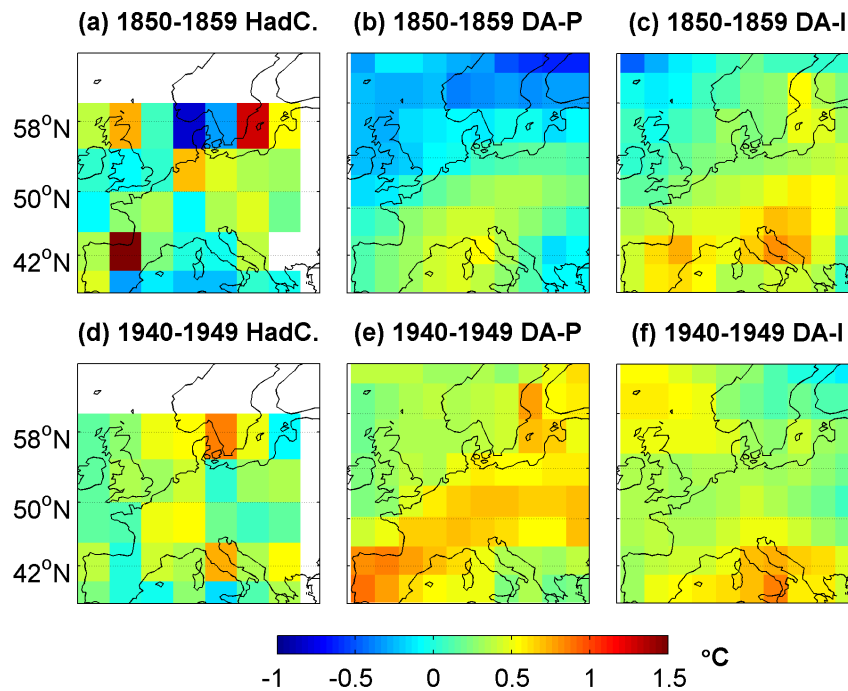 (a) 1850-1859 HadC. (b) 1850-1859 DA-P (c) 1850-1859 DA-I
58°N
50°N
42°N
(d) 1940-1949 HadC. (e) 1940-1949 DA-P (f) 1940-1949 DA-I
58°N
50°N
42°N
-1 -0.5 0 0.5 1 1.5 °C